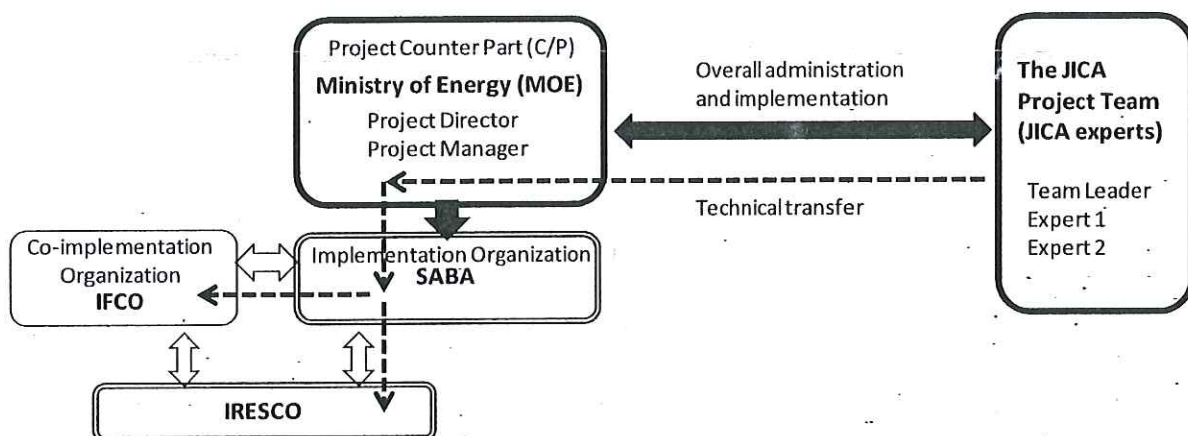 Project Counter Part (C/P)
Ministry of Energy (MOE)
Project Director
Project Manager
Overall administration
and implementation
Technical transfer
The JICA
Project Team
(JICA experts)
Team Leader
Expert 1
Expert 2
Co-implementation
Organization
IFCO
Implementation Organization
SABA
IRESCO